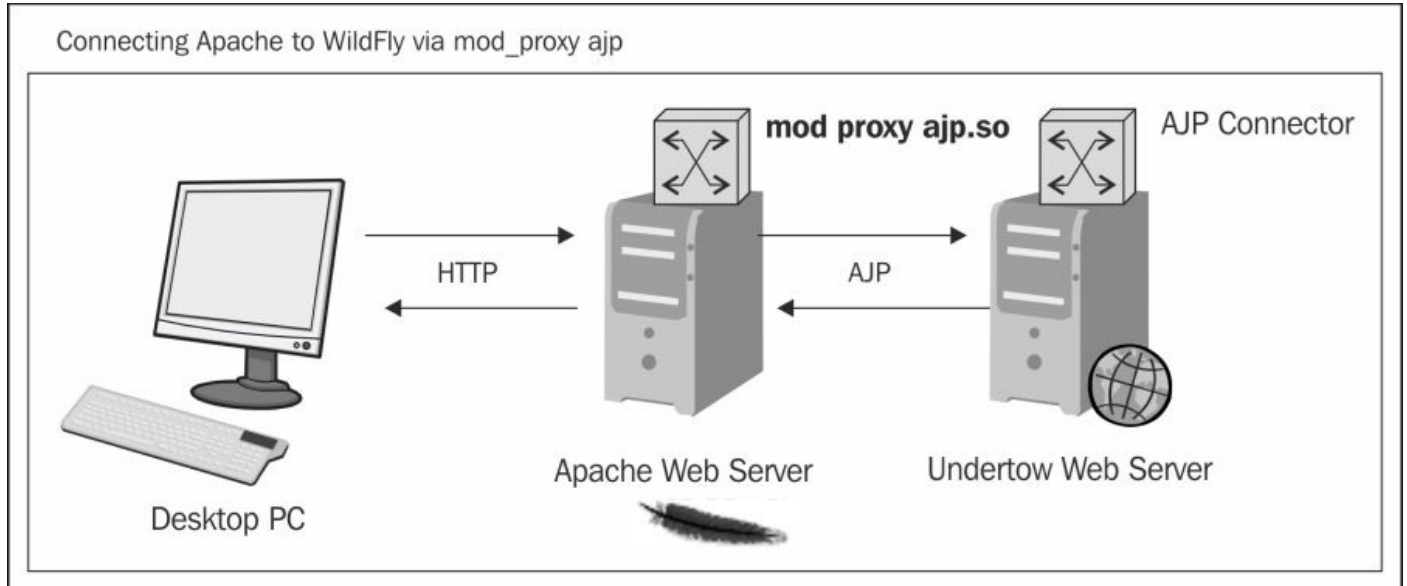 Connecting Apache to WildFly via mod_proxy ajp
mod proxy ajp.so
AJP Connector
HTTP
AJP
Apache Web Server
Undertow Web Server
Desktop PC